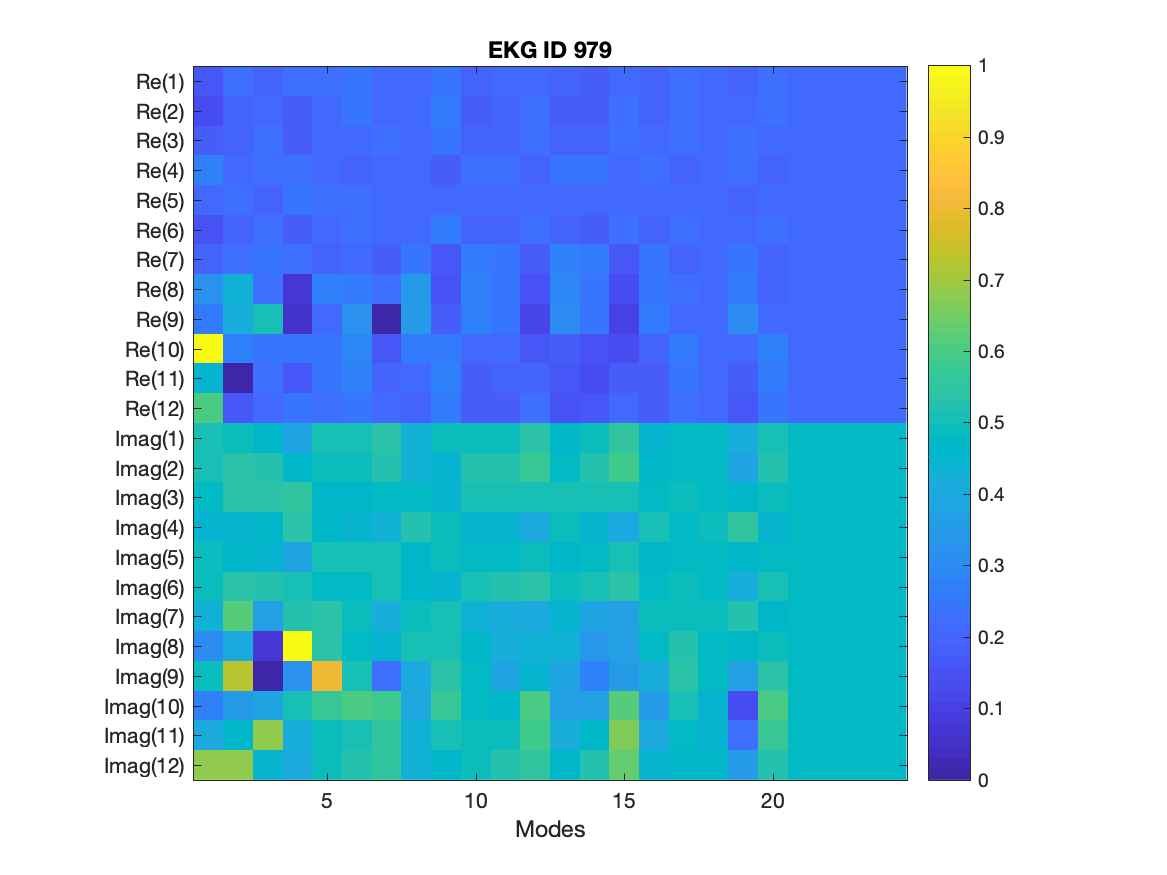 EKG ID 979
Re(1)
Re(2)
Re(3)
Re(4)
Re(5)
Re(6)
Re(7)
Re(8)
Re(9)
Re(10)
Re(11)
Re(12)
Imag(1)
Imag(2)
Imag(3)
Imag(4)
Imag(5)
Imag(6)
Imag(7)
Imag(8)
Imag(9)
Imag(10)
Imag(11)
Imag(12)
5 10 15 20
Modes
1
0.9
0.8
0.7
0.6
0.5
0.4
0.3
0.2
0.1
0